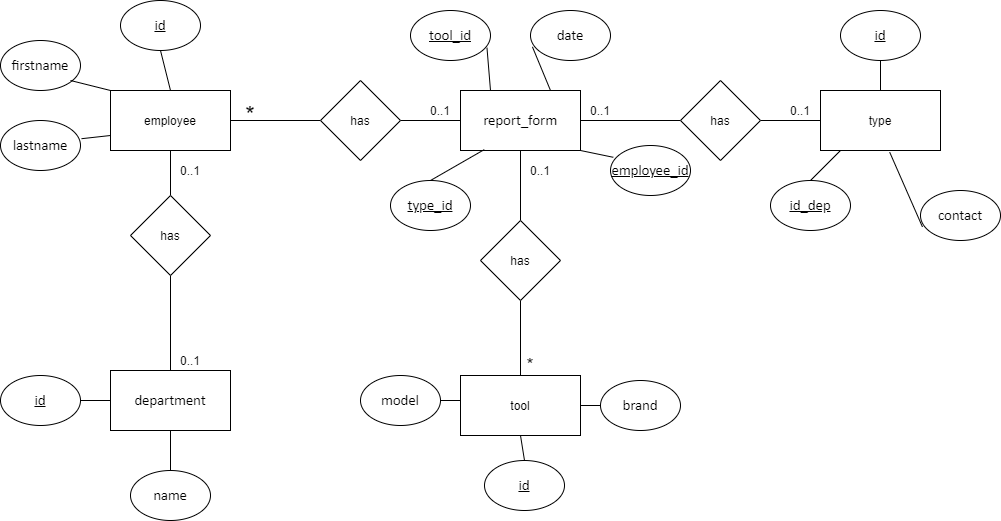 id
tool_id
date
id
firstname
lastname
employee
*
has
0..1
report_form
0..1
has
0..1
type
0..1
0..1
employee_id
type_id
id_dep
contact
has
has
0..1
*
id
department
model
tool
brand
name
id